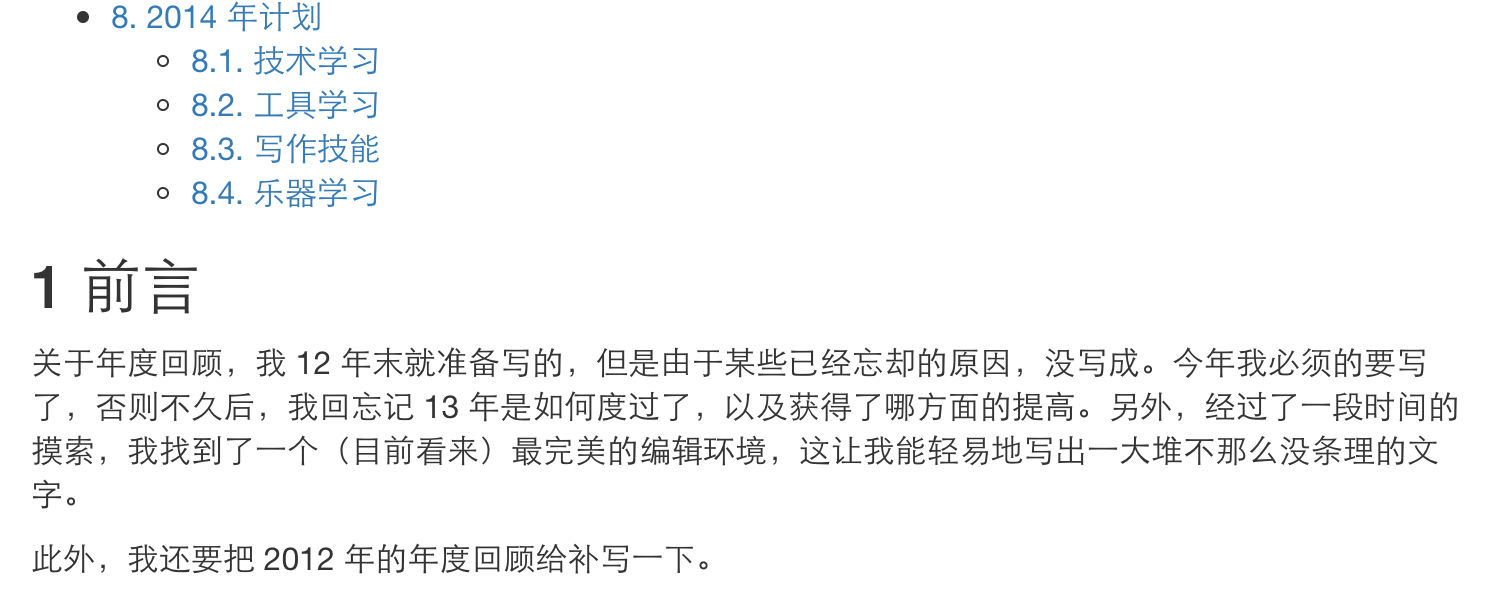 8. 2014 年计划
8.1. 技术学习
8.2. 工具学习
8.3. 写作技能
8.4. 乐器学习
1 前言
关于年度回顾，我 12 年末就准备写的，但是由于某些已经忘却的原因，没写成。今年我必须的要写
了，否则不久后，我回忘记 13 年是如何度过了，以及获得了哪方面的提高。另外，经过了一段时间的
摸索，我找到了一个（目前看来）最完美的编辑环境，这让我能轻易地写出一大堆不那么没条理的文
字。
此外，我还要把 2012 年的年度回顾给补写一下。